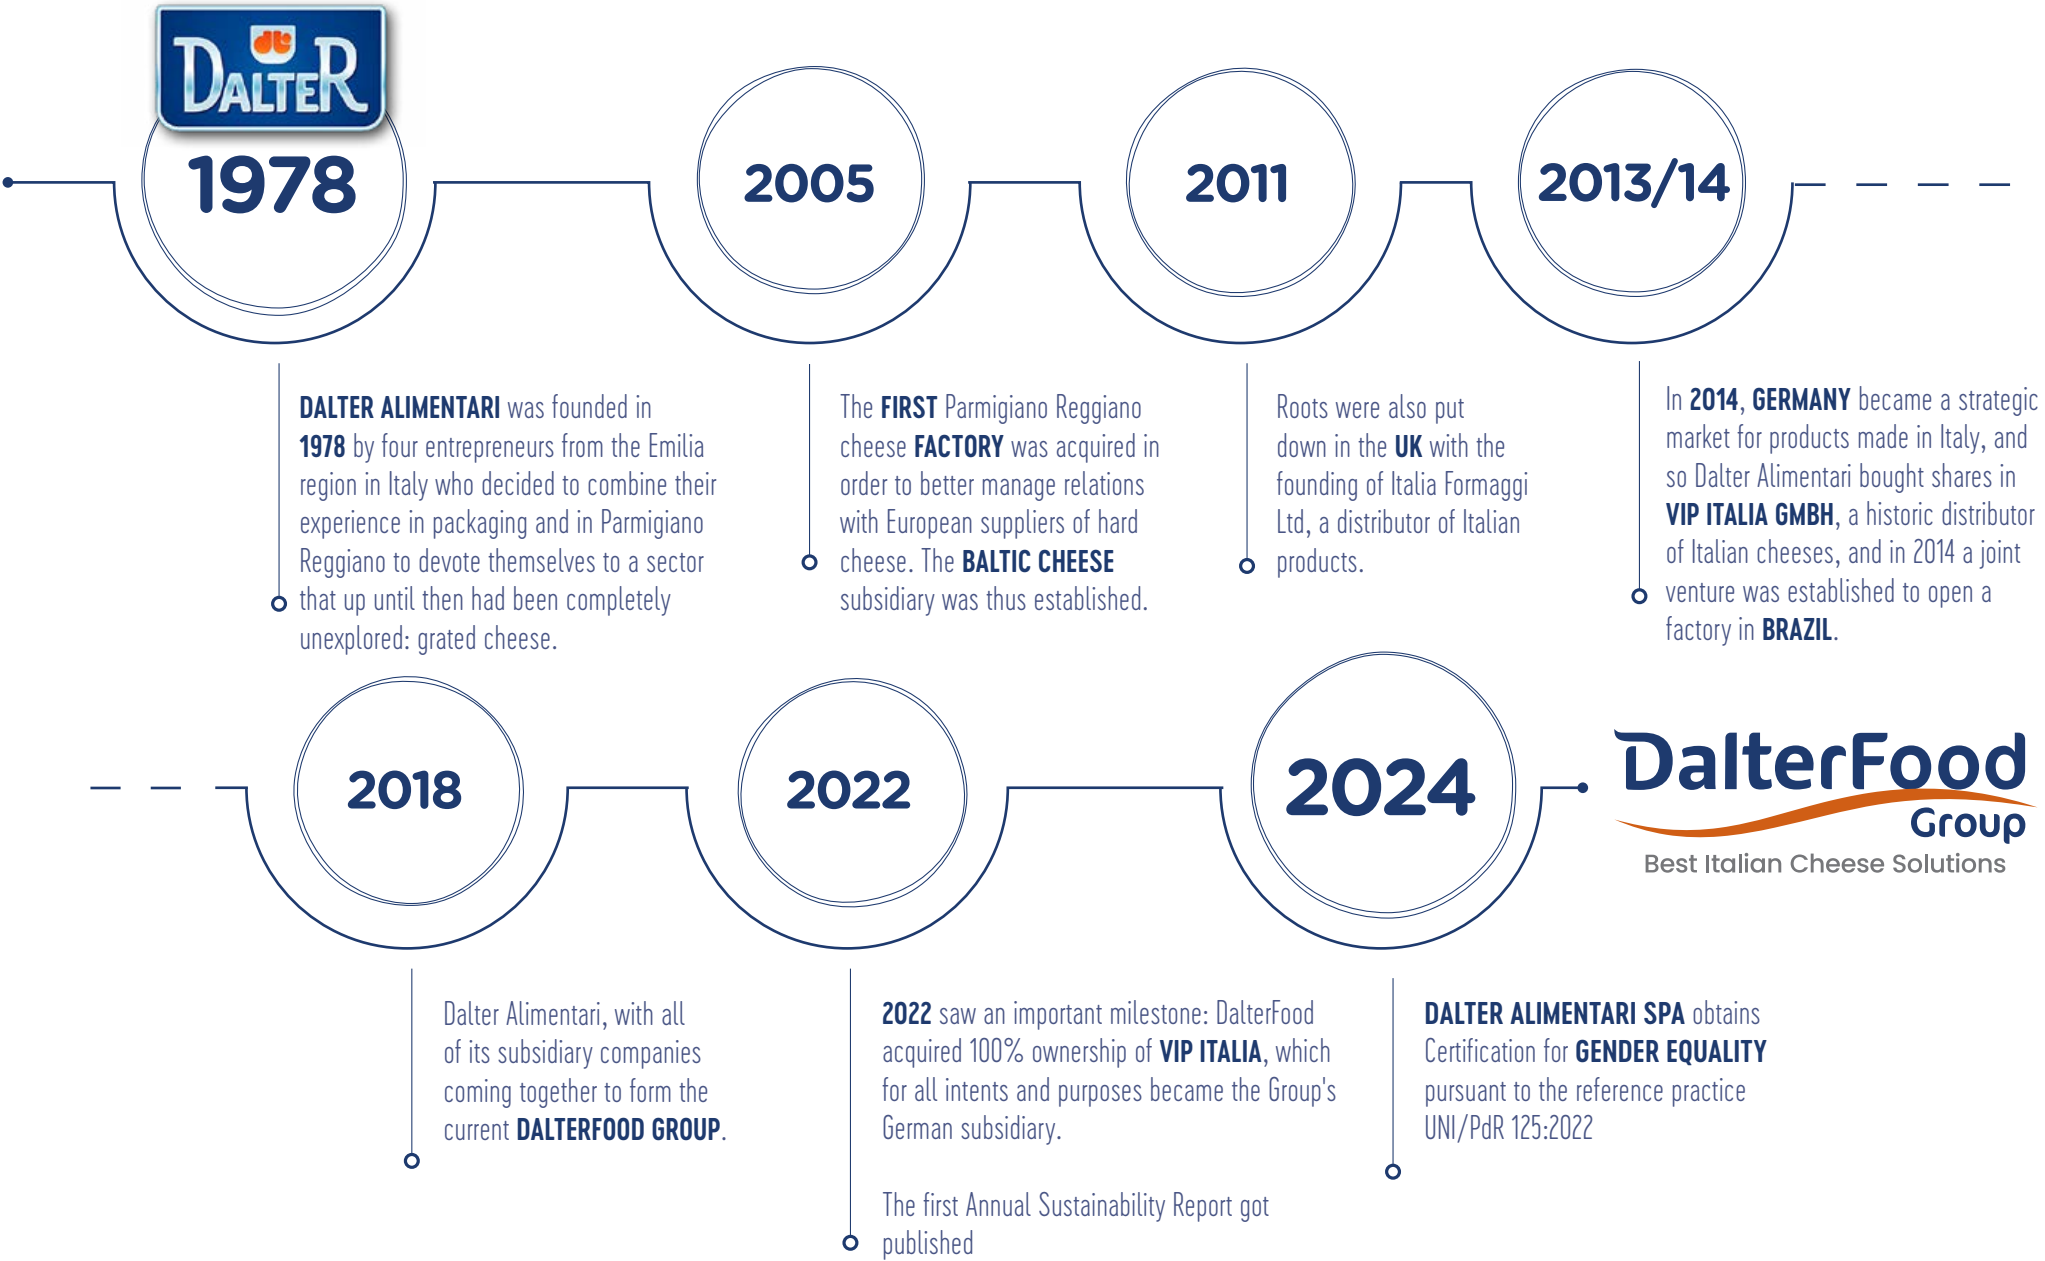 DALTER
1978
2005
2011
2013/14
DALTER ALIMENTARI was founded in
1978 by four entrepreneurs from the Emilia
region in Italy who decided to combine their
experience in packaging and in Parmigiano
Reggiano to devote themselves to a sector
that up until then had been completely
unexplored: grated cheese.
The FIRST Parmigiano Reggiano
cheese FACTORY was acquired in
order to better manage relations
with European suppliers of hard
cheese. The BALTIC CHEESE
subsidiary was thus established.
Roots were also put
down in the UK with the
founding of Italia Formaggi
Ltd, a distributor of Italian
products.
In 2014, GERMANY became a strategic
market for products made in Italy, and
so Dalter Alimentari bought shares in
VIP ITALIA GMBH, a historic distributor
of Italian cheeses, and in 2014 a joint
venture was established to open a
factory in BRAZIL.
2018
2022
2024
DalterFood
Group
Best Italian Cheese Solutions
Dalter Alimentari, with all
of its subsidiary companies
coming together to form the
current DALTERFOOD GROUP.
2022 saw an important milestone: DalterFood
acquired 100% ownership of VIP ITALIA, which
for all intents and purposes became the Group's
German subsidiary.
The first Annual Sustainability Report got
published
DALTER ALIMENTARI SPA obtains
Certification for GENDER EQUALITY
pursuant to the reference practice
UNI/PdR 125:2022